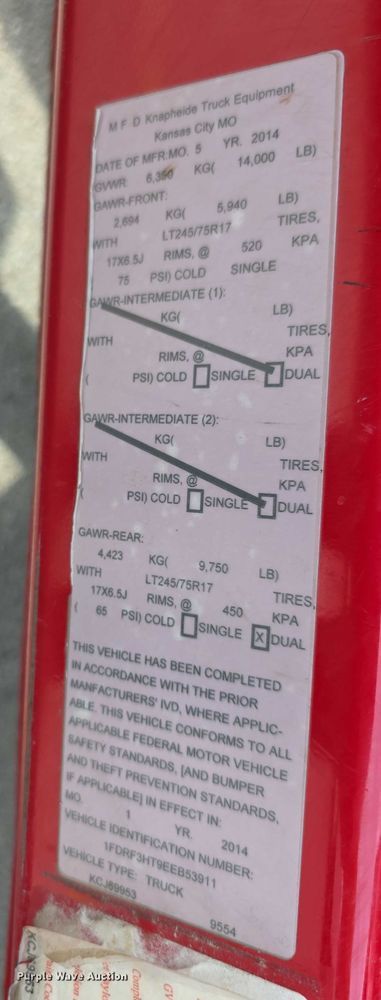 M F D Knapheide Truck Equipment
Kansas City MO
DATE OF MFR:MO. 5 YR. 2014
GVWR 6,350 KG( 14,000 LB)
GAWR-FRONT:
2,694 KG( 5,940 LB)
WITH LT245/75R17 TIRES,
17X6.5J RIMS, @ 520 KPA
75 PSI) COLD SINGLE
GAWR-INTERMEDIATE (1):
KG( LB)
WITH TIRES,
RIMS, @ KPA
( PSI) COLD SINGLE DUAL
GAWR-INTERMEDIATE (2):
KG( LB)
WITH TIRES,
RIMS, @ KPA
( PSI) COLD SINGLE DUAL
GAWR-REAR:
4,423 KG( 9,750 LB)
WITH LT245/75R17 TIRES,
17X6.5J RIMS, @ 450 KPA
( 65 PSI) COLD SINGLE X DUAL
THIS VEHICLE HAS BEEN COMPLETED
IN ACCORDANCE WITH THE PRIOR
MANFACTURERS' IVD, WHERE APPLIC-
ABLE. THIS VEHICLE CONFORMS TO ALL
APPLICABLE FEDERAL MOTOR VEHICLE
SAFETY STANDARDS, [AND BUMPER
AND THEFT PREVENTION STANDARDS,
IF APPLICABLE] IN EFFECT IN:
MO. 1 YR. 2014
VEHICLE IDENTIFICATION NUMBER:
1FDRF3HT9EEB53911
VEHICLE TYPE: TRUCK
KCJ69953 9554
Purple Wave Auction